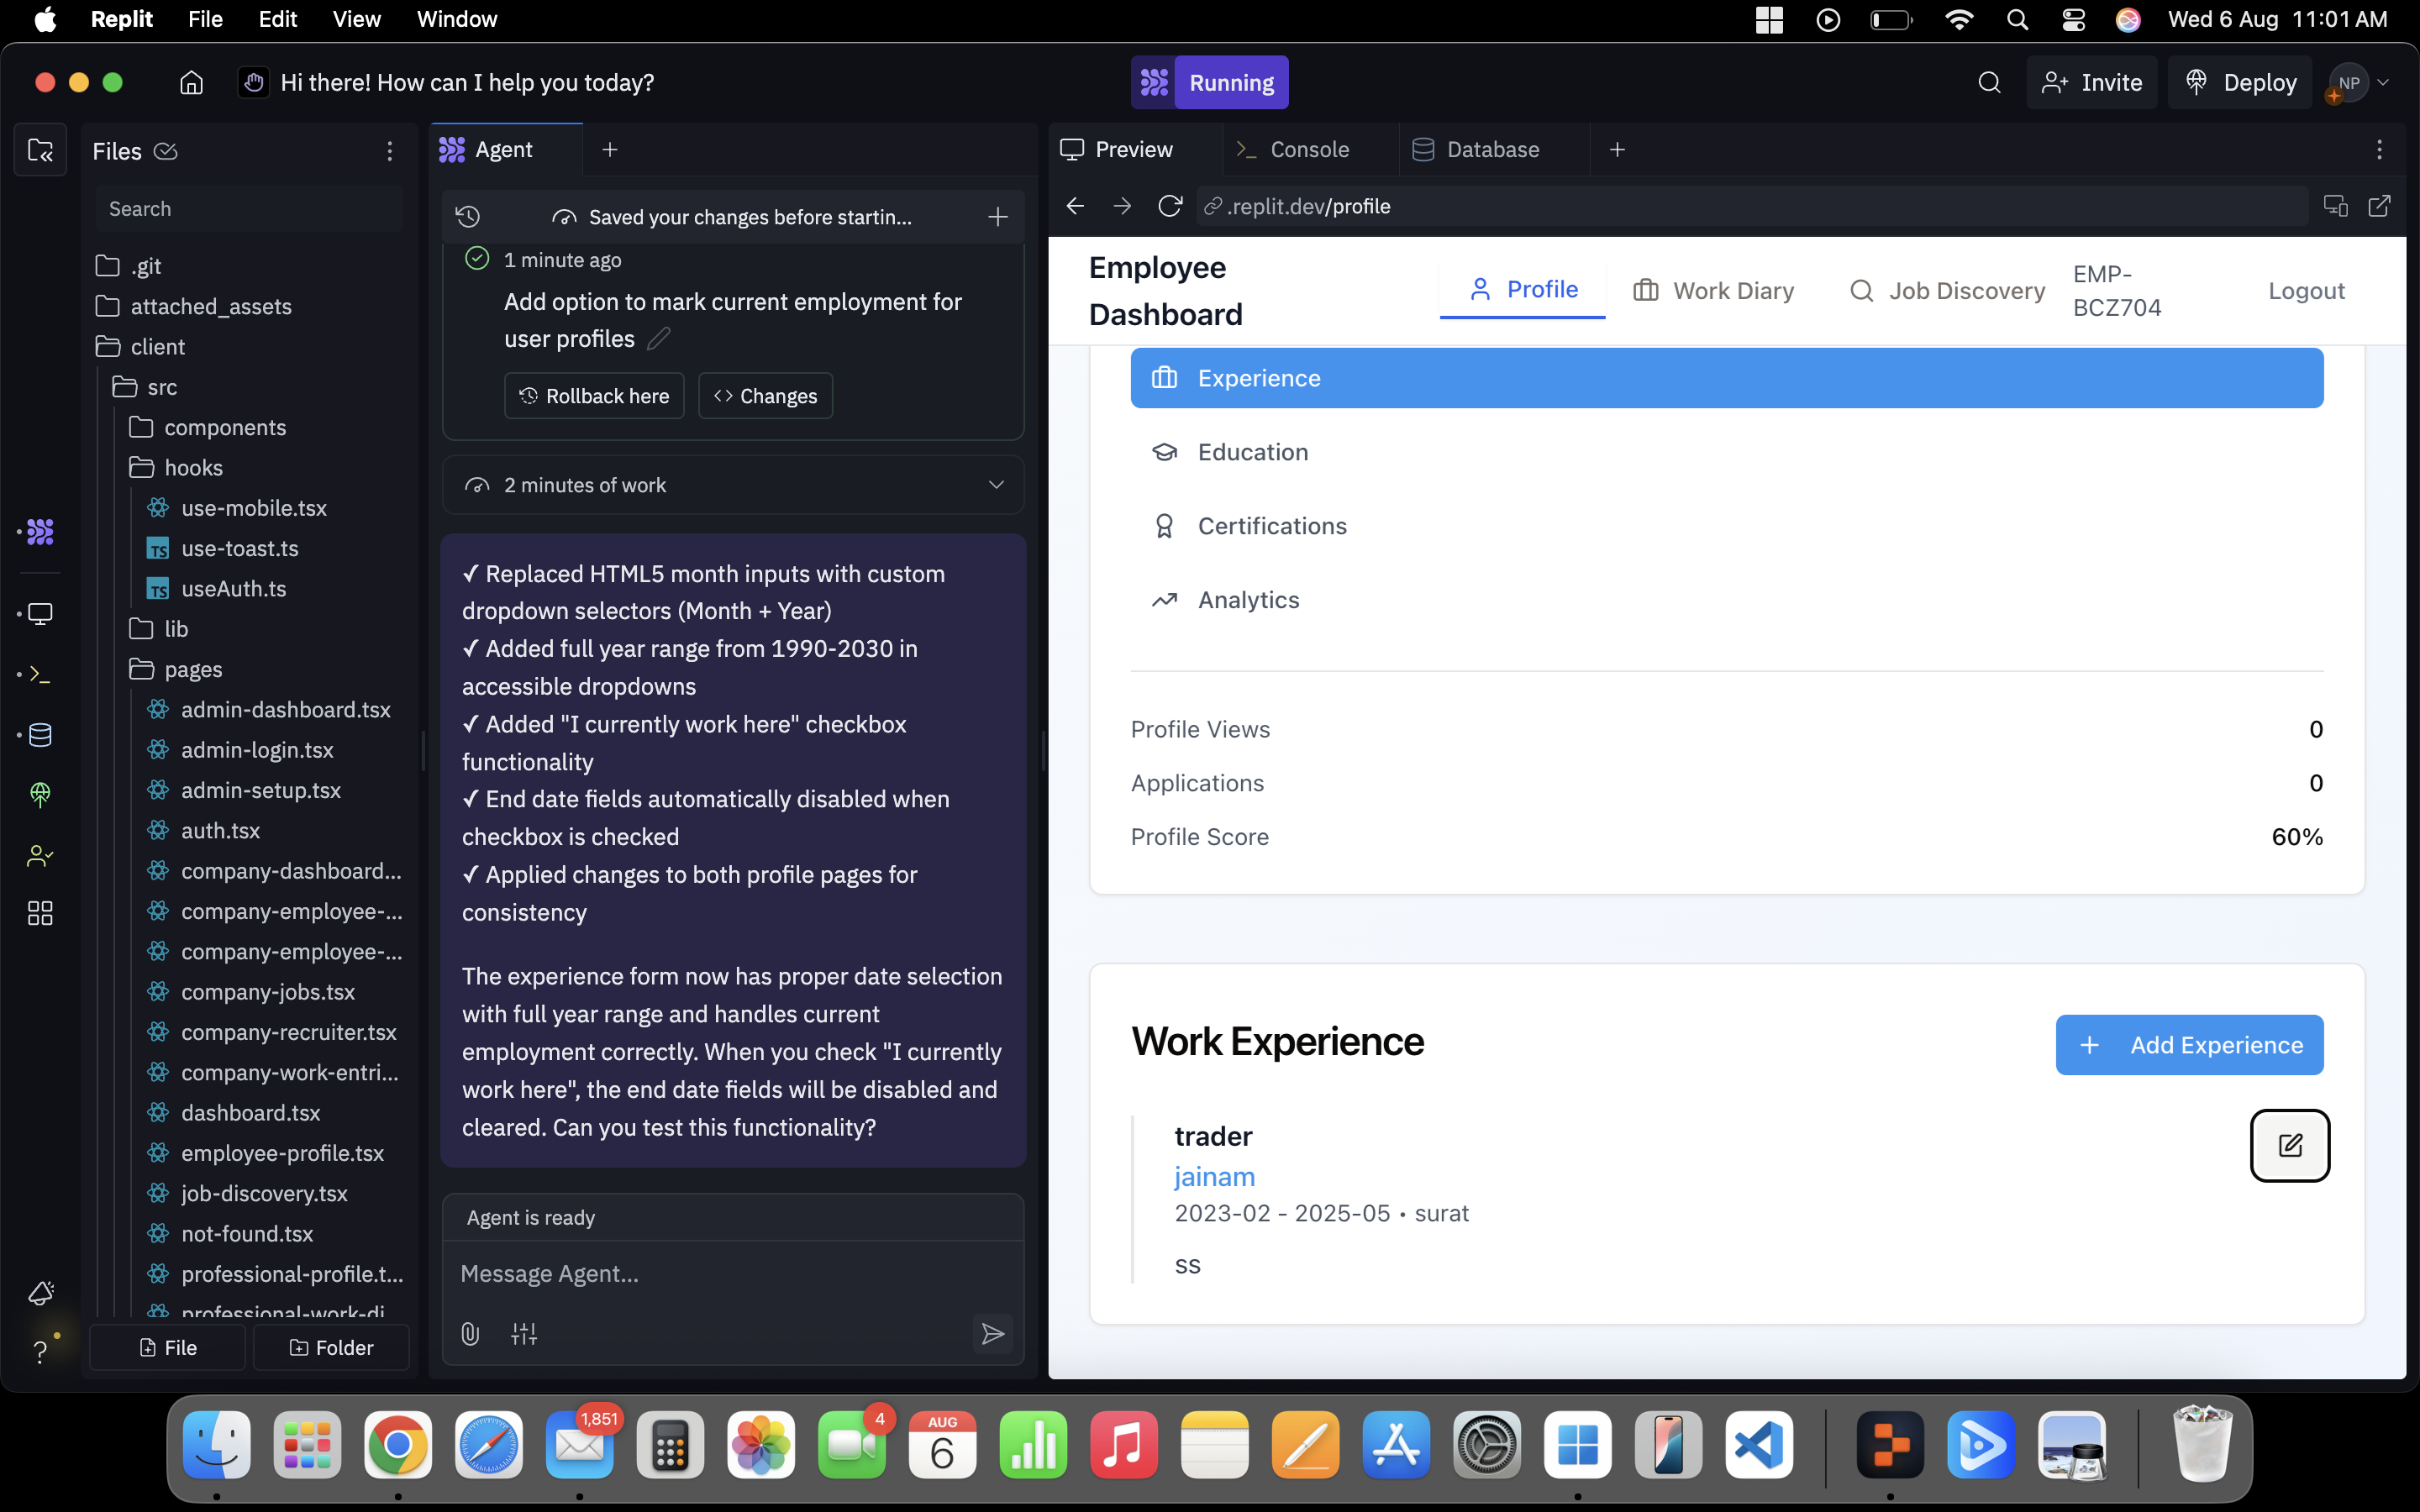 Replit File Edit View Window
Wed 6 Aug 11:01 AM
Hi there! How can I help you today?
Running
Invite
Deploy
NP
Files
Search
.git
attached_assets
client
src
components
hooks
use-mobile.tsx
TS use-toast.ts
TS useAuth.ts
lib
pages
admin-dashboard.tsx
admin-login.tsx
admin-setup.tsx
auth.tsx
company-dashboard...
company-employee-...
company-employee-...
company-jobs.tsx
company-recruiter.tsx
company-work-entri...
dashboard.tsx
employee-profile.tsx
job-discovery.tsx
not-found.tsx
professional-profile.t...
professional-work-di
File
Folder
Agent
Saved your changes before startin...
1 minute ago
Add option to mark current employment for
user profiles
Rollback here
Changes
2 minutes of work
✓ Replaced HTML5 month inputs with custom
dropdown selectors (Month + Year)
✓ Added full year range from 1990-2030 in
accessible dropdowns
✓ Added "I currently work here" checkbox
functionality
✓ End date fields automatically disabled when
checkbox is checked
✓ Applied changes to both profile pages for
consistency
The experience form now has proper date selection
with full year range and handles current
employment correctly. When you check "I currently
work here", the end date fields will be disabled and
cleared. Can you test this functionality?
Agent is ready
Message Agent...
Preview
Console
Database
.replit.dev/profile
Employee
Dashboard
Profile
Work Diary
Job Discovery
EMP-
BCZ704
Logout
Experience
Education
Certifications
Analytics
Profile Views 0
Applications 0
Profile Score 60%
Work Experience
Add Experience
trader
jainam
2023-02 - 2025-05 • surat
ss
1,851
4
AUG
6